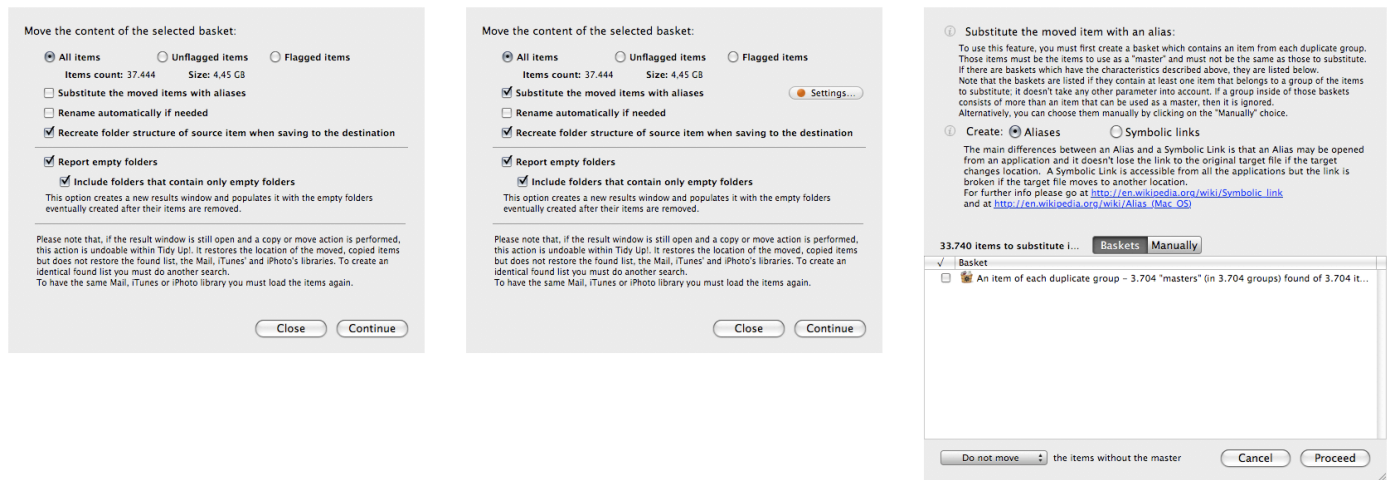 Move the content of the selected basket:
All items Unflagged items Flagged items
Items count: 37.444 Size: 4,45 GB
Substitute the moved items with aliases
Rename automatically if needed
Recreate folder structure of source item when saving to the destination
Report empty folders
Include folders that contain only empty folders
This option creates a new results window and populates it with the empty folders
eventually created after their items are removed.
Please note that, if the result window is still open and a copy or move action is performed,
this action is undoable within Tidy Up!. It restores the location of the moved, copied items
but does not restore the found list, the Mail, iTunes' and iPhoto's libraries. To create an
identical found list you must do another search.
To have the same Mail, iTunes or iPhoto library you must load the items again.
Close Continue
Move the content of the selected basket:
All items Unflagged items Flagged items
Items count: 37.444 Size: 4,45 GB
Substitute the moved items with aliases Settings...
Rename automatically if needed
Recreate folder structure of source item when saving to the destination
Report empty folders
Include folders that contain only empty folders
This option creates a new results window and populates it with the empty folders
eventually created after their items are removed.
Please note that, if the result window is still open and a copy or move action is performed,
this action is undoable within Tidy Up!. It restores the location of the moved, copied items
but does not restore the found list, the Mail, iTunes' and iPhoto's libraries. To create an
identical found list you must do another search.
To have the same Mail, iTunes or iPhoto library you must load the items again.
Close Continue
Substitute the moved item with an alias:
To use this feature, you must first create a basket which contains an item from each duplicate group.
Those items must be the items to use as a "master" and must not be the same as those to substitute.
If there are baskets which have the characteristics described above, they are listed below.
Note that the baskets are listed if they contain at least one item that belongs to a group of the items
to substitute; it doesn't take any other parameter into account. If a group inside of those baskets
consists of more than an item that can be used as a master, then it is ignored.
Alternatively, you can choose them manually by clicking on the "Manually" choice.
Create: Aliases Symbolic links
The main differences between an Alias and a Symbolic Link is that an Alias may be opened
from an application and it doesn't lose the link to the original target file if the target
changes location. A Symbolic Link is accessible from all the applications but the link is
broken if the target file moves to another location.
For further info please go at http://en.wikipedia.org/wiki/Symbolic_link
and at http://en.wikipedia.org/wiki/Alias_(Mac_OS)
33.740 items to substitute i... Baskets Manually
√ Basket
An item of each duplicate group – 3.704 "masters" (in 3.704 groups) found of 3.704 it...
Do not move the items without the master Cancel Proceed